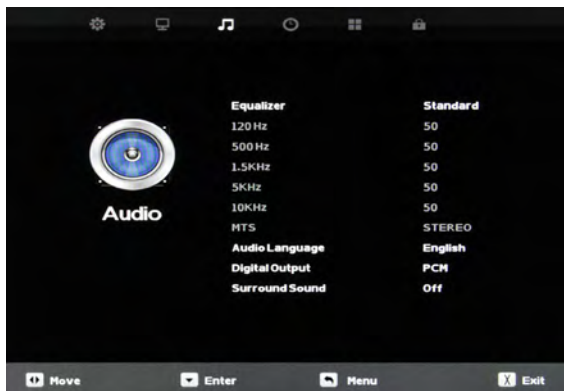 Equalizer Standard
120 Hz 50
500 Hz 50
1.5KHz 50
5KHz 50
10KHz 50
Audio
MTS STEREO
Audio Language English
Digital Output PCM
Surround Sound Off
Move Enter Menu X Exit